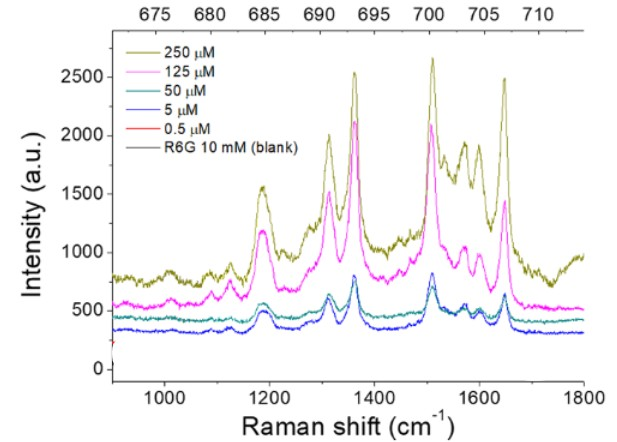 675 680 685 690 695 700 705 710
250 μM
125 μM
50 μM
5 μM
0.5 μM
R6G 10 mM (blank)
2500
2000
1500
1000
500
0
Intensity (a.u.)
1000 1200 1400 1600 1800
Raman shift (cm⁻¹)